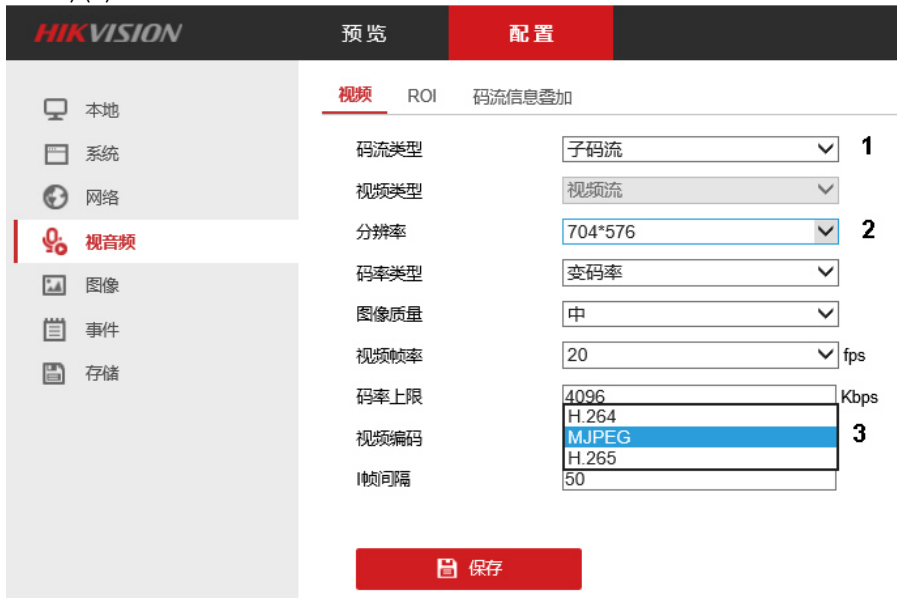 HIKVISION 预览 配置
视频 ROI 码流信息叠加
本地
系统
网络
视音频
图像
事件
存储
码流类型 子码流 1
视频类型 视频流
分辨率 704*576 2
码率类型 变码率
图像质量 中
视频帧率 20 fps
码率上限 4096 Kbps
H.264
视频编码 MJPEG 3
H.265
I帧间隔 50
保存